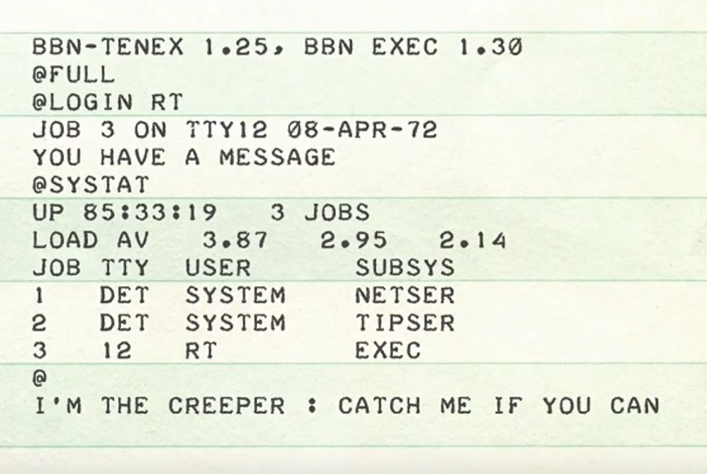 BBN-TENEX 1.25, BBN EXEC 1.30
@FULL
@LOGIN RT
JOB 3 ON TTY12 08-APR-72
YOU HAVE A MESSAGE
@SYSTAT
UP 85:33:19   3 JOBS
LOAD AV   3.87   2.95   2.14
JOB TTY  USER      SUBSYS
1   DET  SYSTEM    NETSER
2   DET  SYSTEM    TIPSER
3   12   RT        EXEC
@
I'M THE CREEPER : CATCH ME IF YOU CAN